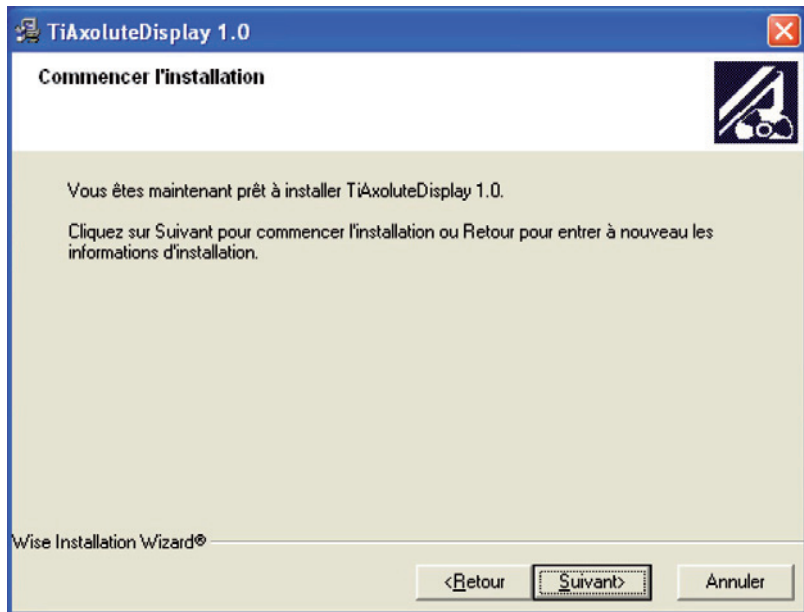 TiAxoluteDisplay 1.0
Commencer l'installation
Vous êtes maintenant prêt à installer TiAxoluteDisplay 1.0.
Cliquez sur Suivant pour commencer l'installation ou Retour pour entrer à nouveau les
informations d'installation.
Wise Installation Wizard®
<Retour
Suivant>
Annuler